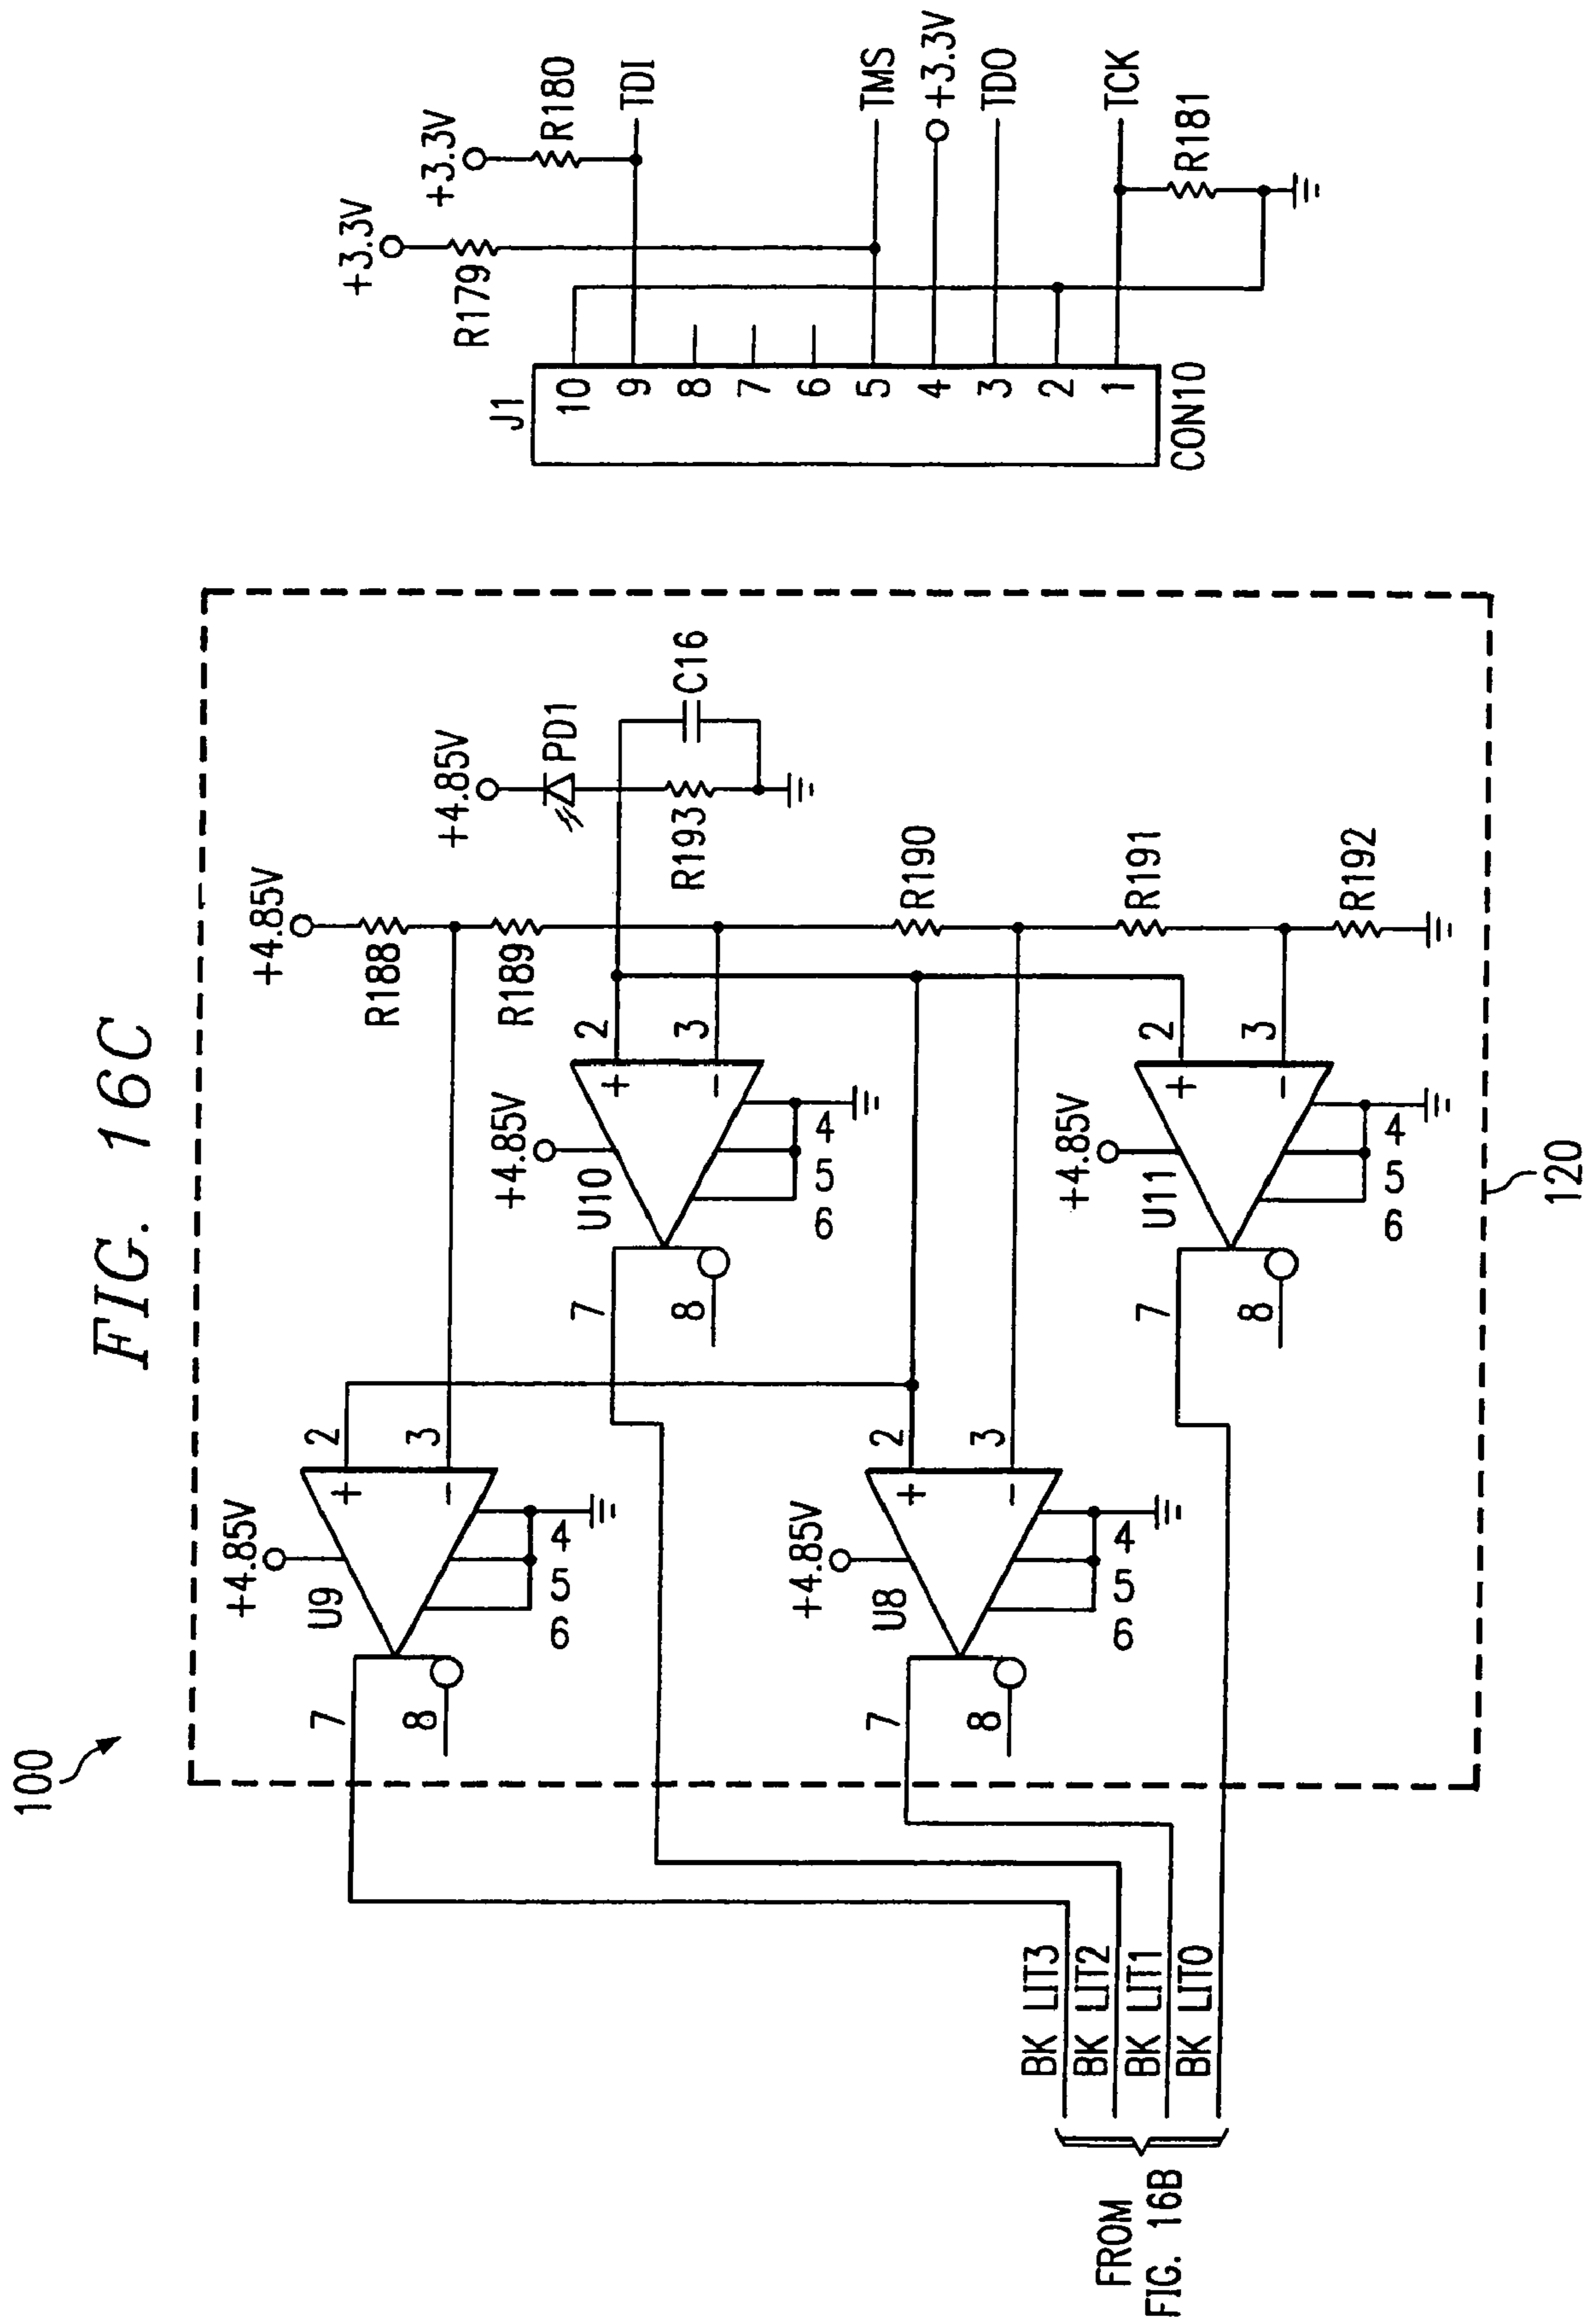 FIG. 16C
100
+4.85V
U9
+
-
2
3
4
5
6
7
8
+4.85V
U10
+
-
2
3
4
5
6
7
8
+4.85V
U8
+
-
2
3
4
5
6
7
8
+4.85V
U11
+
-
2
3
4
5
6
7
8
+4.85V
R188
R189
R190
R191
R192
+4.85V
PD1
R193
C16
120
BK LIT3
BK LIT2
BK LIT1
BK LIT0
FROM
FIG. 16B
J1
10
9
8
7
6
5
4
3
2
1
CON10
+3.3V
R179
+3.3V
R180
TDI
TMS
+3.3V
TDO
TCK
R181